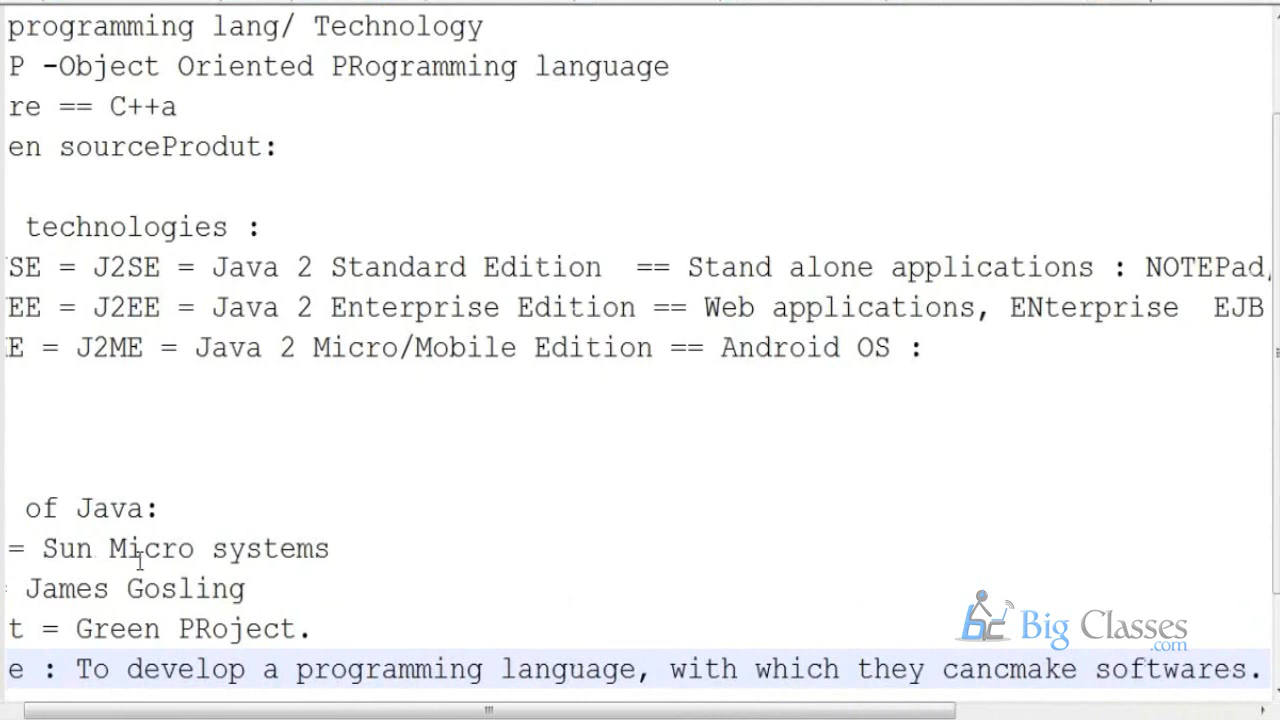 programming lang/ Technology
P -Object Oriented PRogramming language
re == C++a
en sourceProdut:
technologies :
SE = J2SE = Java 2 Standard Edition == Stand alone applications : NOTEPad,
EE = J2EE = Java 2 Enterprise Edition == Web applications, ENterprise EJB
E = J2ME = Java 2 Micro/Mobile Edition == Android OS :
of Java:
= Sun Micro systems
James Gosling
t = Green PRoject.
e : To develop a programming language, with which they cancmake softwares.
Big Classes
.com